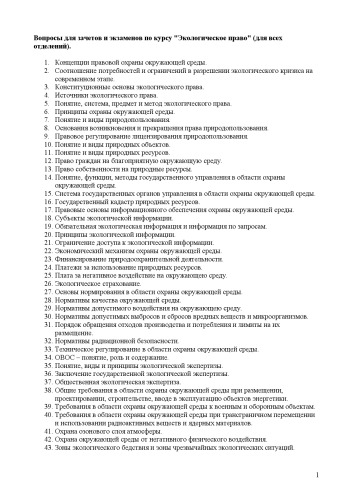 Вопросы для зачетов и экзаменов по курсу "Экологическое право" (для всех
отделений).
1. Концепции правовой охраны окружающей среды.
2. Соотношение потребностей и ограничений в разрешении экологического кризиса на
современном этапе.
3. Конституционные основы экологического права.
4. Источники экологического права.
5. Понятие, система, предмет и метод экологического права.
6. Принципы охраны окружающей среды.
7. Понятие и виды природопользования.
8. Основания возникновения и прекращения права природопользования.
9. Правовое регулирование лицензирования природопользования.
10. Понятие и виды природных объектов.
11. Понятие и виды природных ресурсов.
12. Право граждан на благоприятную окружающую среду.
13. Право собственности на природные ресурсы.
14. Понятие, функции, методы государственного управления в области охраны
окружающей среды.
15. Система государственных органов управления в области охраны окружающей среды.
16. Государственный кадастр природных ресурсов.
17. Правовые основы информационного обеспечения охраны окружающей среды.
18. Субъекты экологической информации.
19. Обязательная экологическая информация и информация по запросам.
20. Принципы экологической информации.
21. Ограничение доступа к экологической информации.
22. Экономический механизм охраны окружающей среды.
23. Финансирование природоохранительной деятельности.
24. Платежи за использование природных ресурсов.
25. Плата за негативное воздействие на окружающую среду.
26. Экологическое страхование.
27. Основы нормирования в области охраны окружающей среды.
28. Нормативы качества окружающей среды.
29. Нормативы допустимого воздействия на окружающую среду.
30. Нормативы допустимых выбросов и сбросов вредных веществ и микроорганизмов.
31. Порядок обращения отходов производства и потребления и лимиты на их
размещение.
32. Нормативы радиационной безопасности.
33. Техническое регулирование в области охраны окружающей среды.
34. ОВОС – понятие, роль и содержание.
35. Понятие, виды и принципы экологической экспертизы.
36. Заключение государственной экологической экспертизы.
37. Общественная экологическая экспертиза.
38. Общие требования в области охраны окружающей среды при размещении,
проектировании, строительстве, вводе в эксплуатацию объектов энергетики.
39. Требования в области охраны окружающей среды к военным и оборонным объектам.
40. Требования в области охраны окружающей среды при трансграничном перемещении
и использовании радиоактивных веществ и ядерных материалов.
41. Охрана озонового слоя атмосферы.
42. Охрана окружающей среды от негативного физического воздействия.
43. Зоны экологического бедствия и зоны чрезвычайных экологических ситуаций.
1